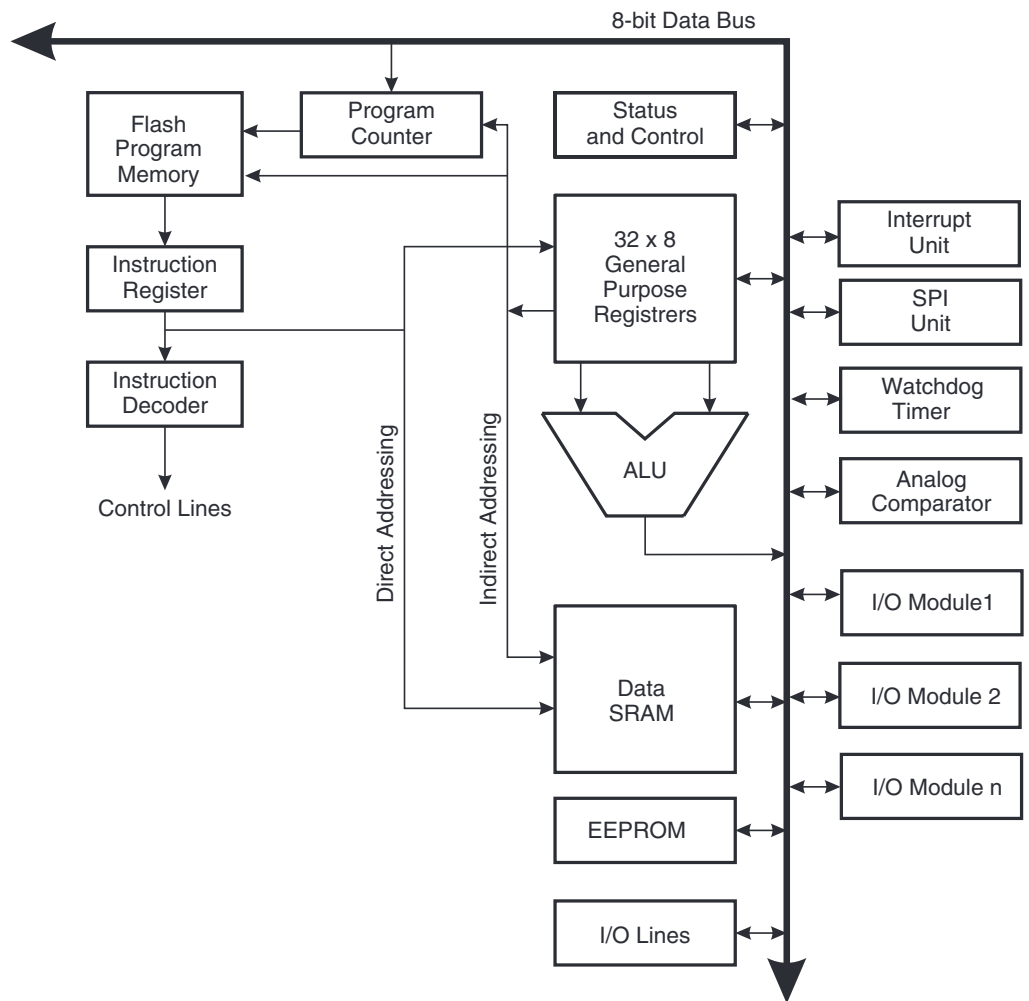 8-bit Data Bus
Flash
Program
Memory
Program
Counter
Status
and Control
Instruction
Register
32 x 8
General
Purpose
Registrers
Interrupt
Unit
SPI
Unit
Instruction
Decoder
Watchdog
Timer
Control Lines
Direct Addressing
Indirect Addressing
ALU
Analog
Comparator
I/O Module1
Data
SRAM
I/O Module 2
I/O Module n
EEPROM
I/O Lines